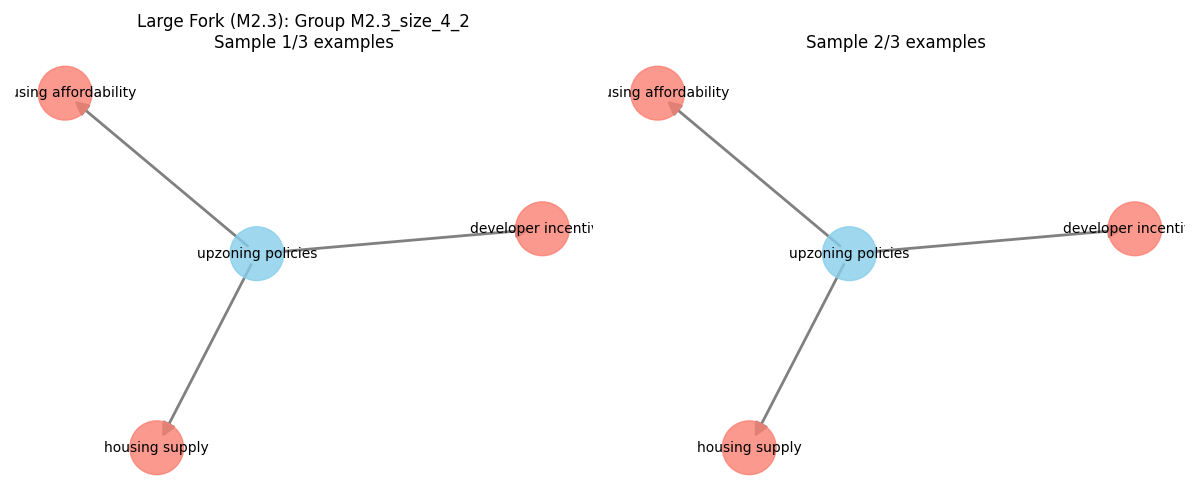 Large Fork (M2.3): Group M2.3_size_4_2
Sample 1/3 examples
Sample 2/3 examples
using affordability
using affordability
developer incenti
developer incenti
upzoning policies
upzoning policies
housing supply
housing supply